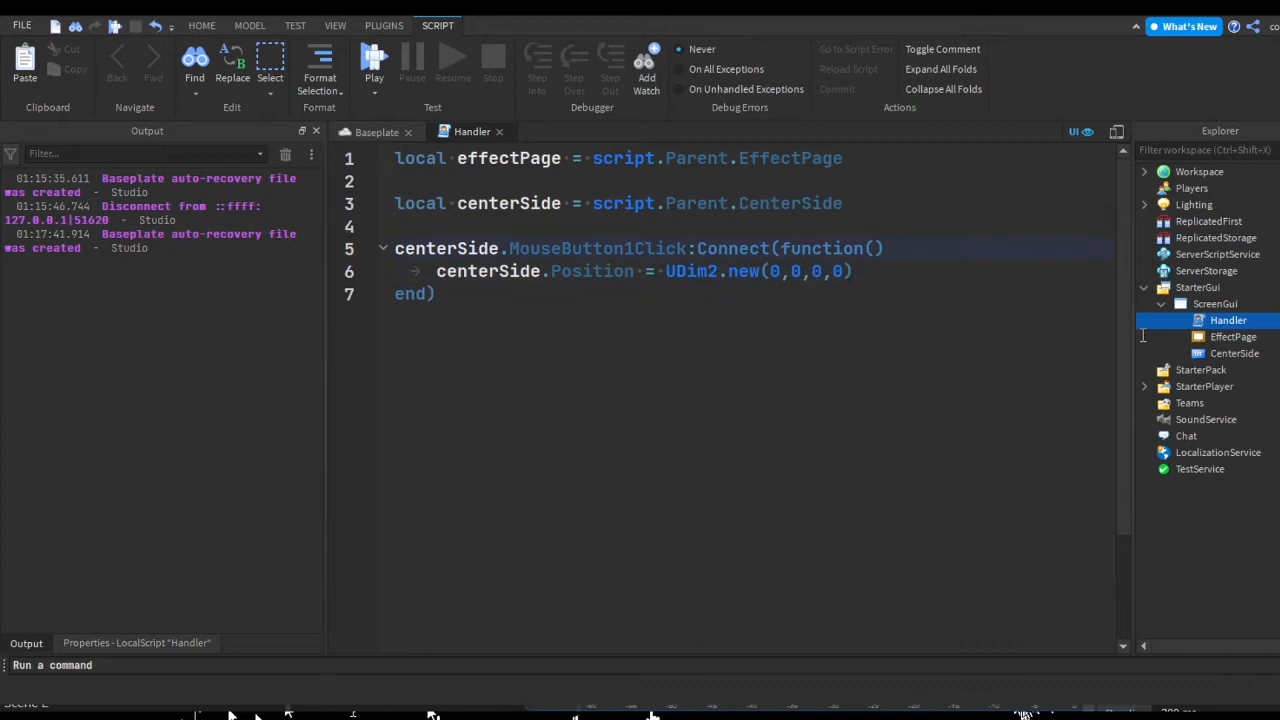 FILE HOME MODEL TEST VIEW PLUGINS SCRIPT What's New co
Cut
Copy
Paste Back Fwd Find Replace Select Format Selection Play Pause Resume Stop Step Into Step Over Step Out Add Watch
Never Go to Script Error Toggle Comment
On All Exceptions Reload Script Expand All Folds
On Unhandled Exceptions Commit Collapse All Folds
Clipboard Navigate Edit Format Test Debugger Debug Errors Actions
Output Baseplate Handler UI Explorer
Filter... Filter workspace (Ctrl+Shift+X)
01:15:35.611 Baseplate auto-recovery file
was created - Studio
01:15:46.744 Disconnect from ::ffff:
127.0.0.1|51620 - Studio
01:17:41.914 Baseplate auto-recovery file
was created - Studio
1 local effectPage = script.Parent.EffectPage
2
3 local centerSide = script.Parent.CenterSide
4
5 centerSide.MouseButton1Click:Connect(function()
6 centerSide.Position = UDim2.new(0,0,0,0)
7 end)
Workspace
Players
Lighting
ReplicatedFirst
ReplicatedStorage
ServerScriptService
ServerStorage
StarterGui
ScreenGui
Handler
EffectPage
CenterSide
StarterPack
StarterPlayer
Teams
SoundService
Chat
LocalizationService
TestService
Output Properties - LocalScript "Handler"
Run a command